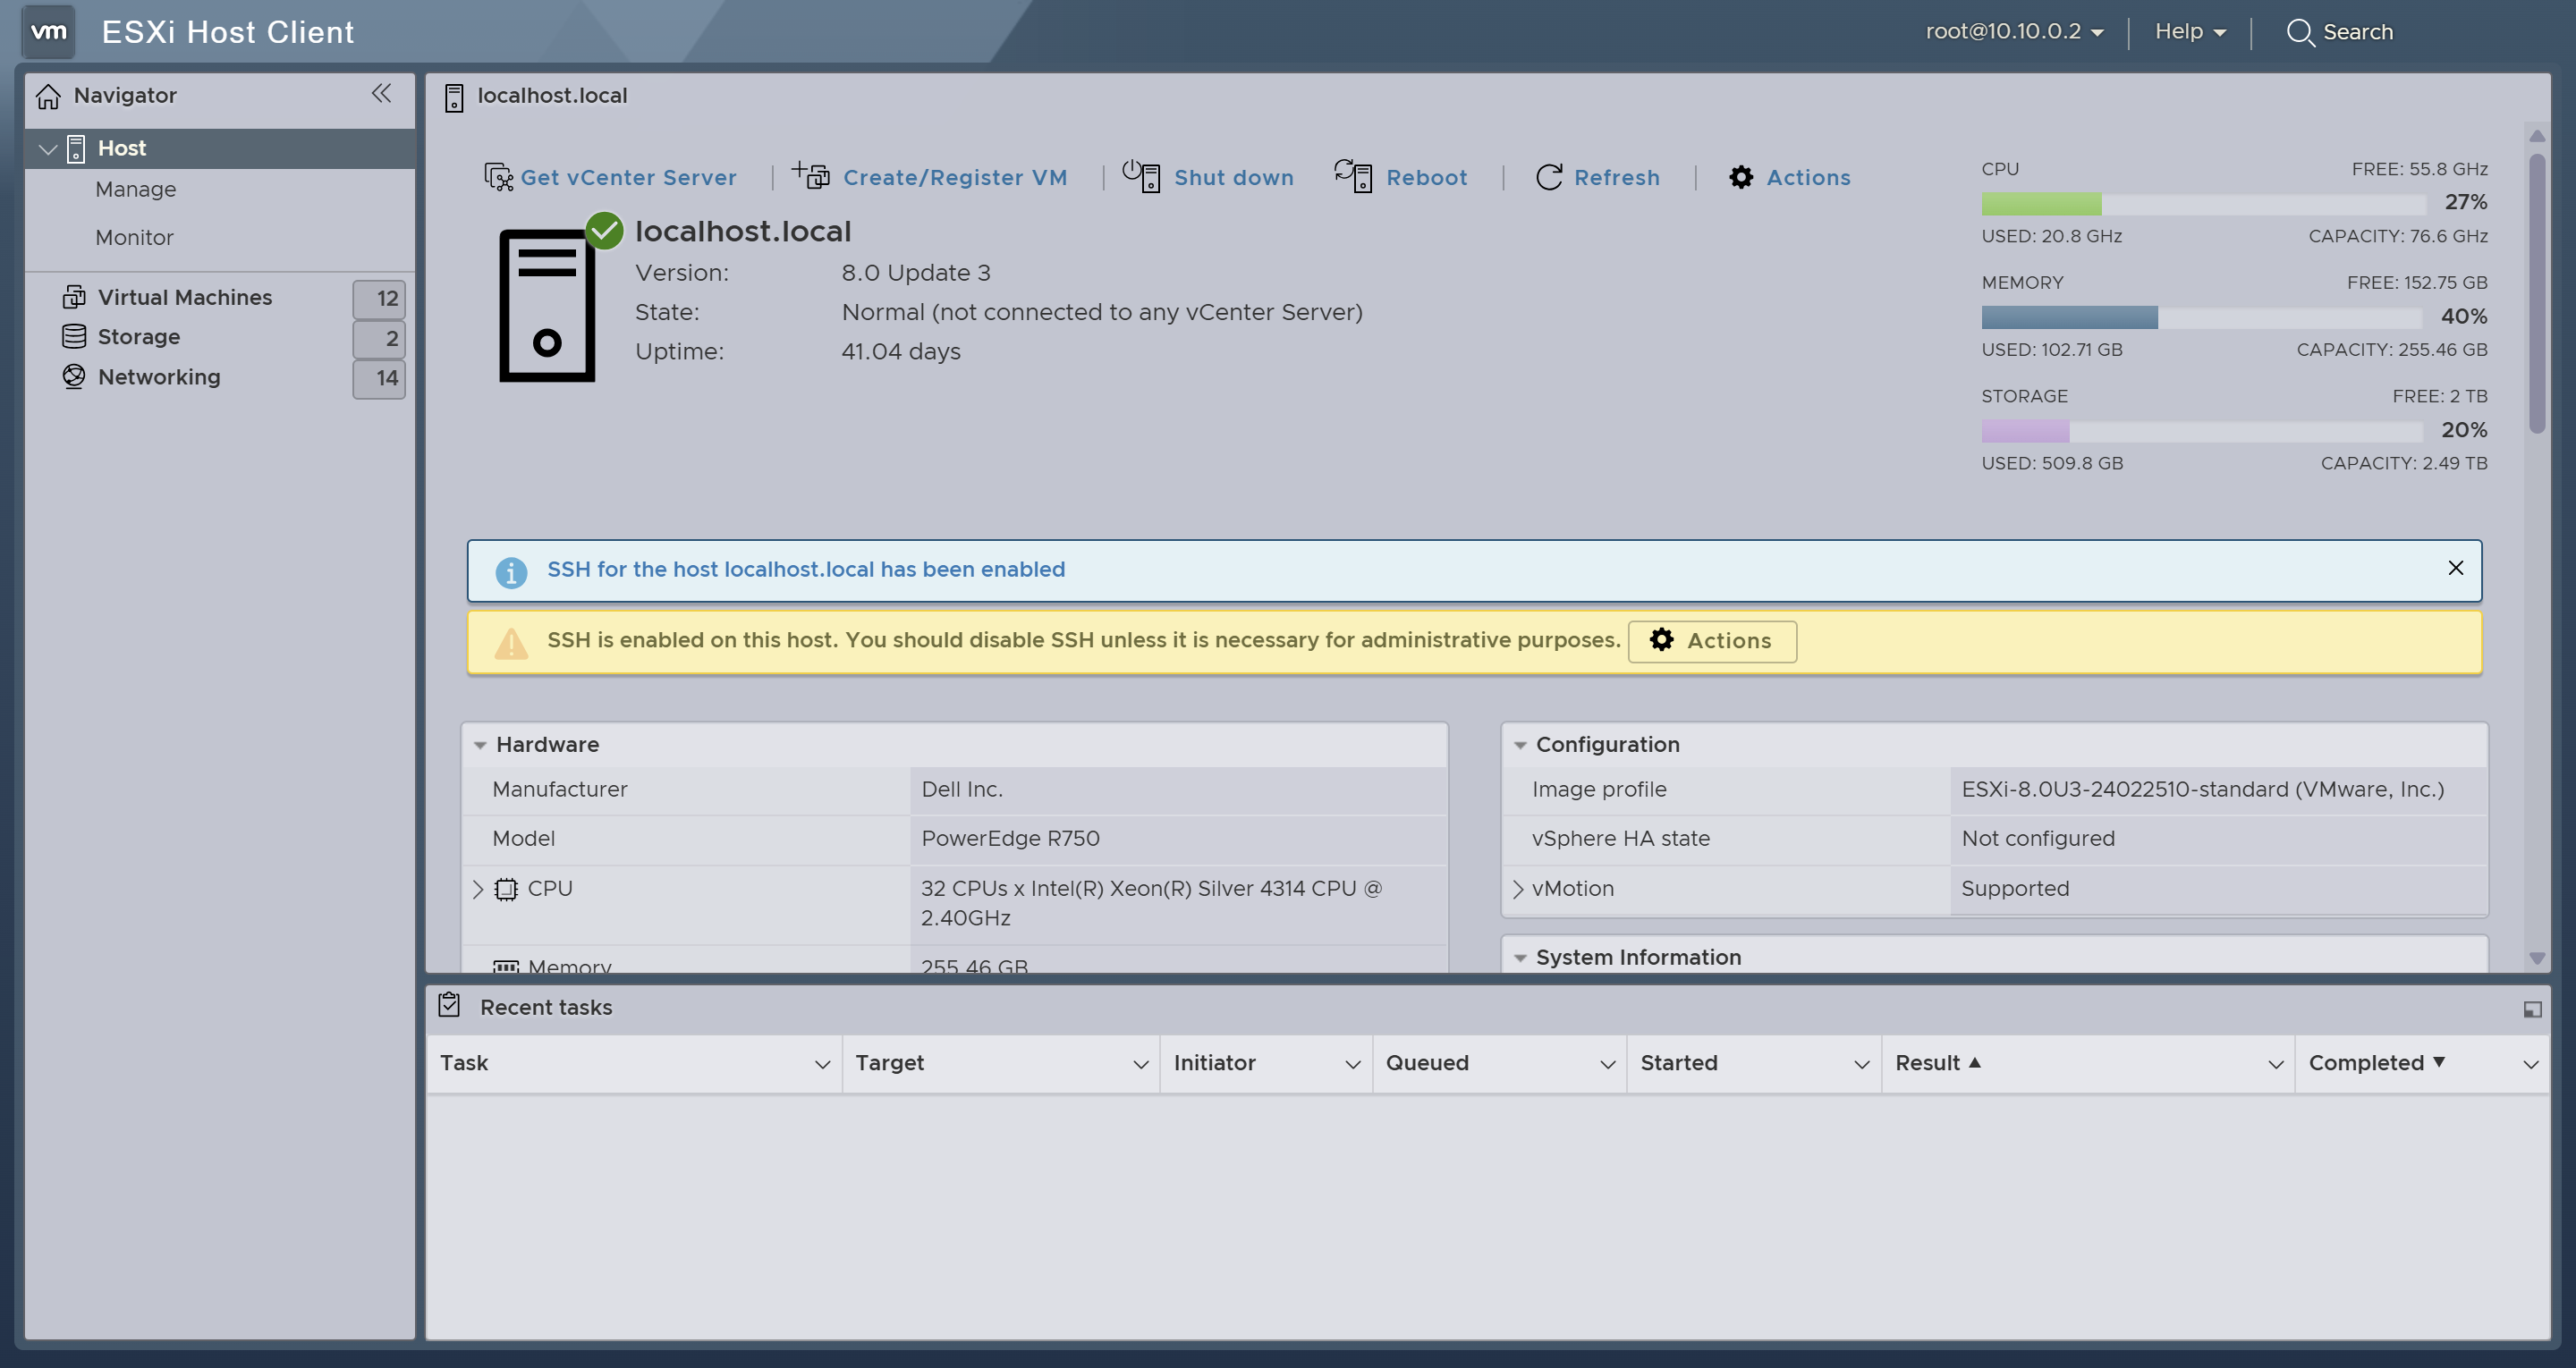 vm ESXi Host Client
root@10.10.0.2
Help
Search
Navigator
Host
Manage
Monitor
Virtual Machines 12
Storage 2
Networking 14
localhost.local
Get vCenter Server
Create/Register VM
Shut down
Reboot
Refresh
Actions
localhost.local
Version: 8.0 Update 3
State: Normal (not connected to any vCenter Server)
Uptime: 41.04 days
CPU FREE: 55.8 GHz
27%
USED: 20.8 GHz CAPACITY: 76.6 GHz
MEMORY FREE: 152.75 GB
40%
USED: 102.71 GB CAPACITY: 255.46 GB
STORAGE FREE: 2 TB
20%
USED: 509.8 GB CAPACITY: 2.49 TB
SSH for the host localhost.local has been enabled
SSH is enabled on this host. You should disable SSH unless it is necessary for administrative purposes. Actions
Hardware
Manufacturer Dell Inc.
Model PowerEdge R750
CPU 32 CPUs x Intel(R) Xeon(R) Silver 4314 CPU @
2.40GHz
Memory 255.46 GB
Configuration
Image profile ESXi-8.0U3-24022510-standard (VMware, Inc.)
vSphere HA state Not configured
vMotion Supported
System Information
Recent tasks
Task Target Initiator Queued Started Result Completed